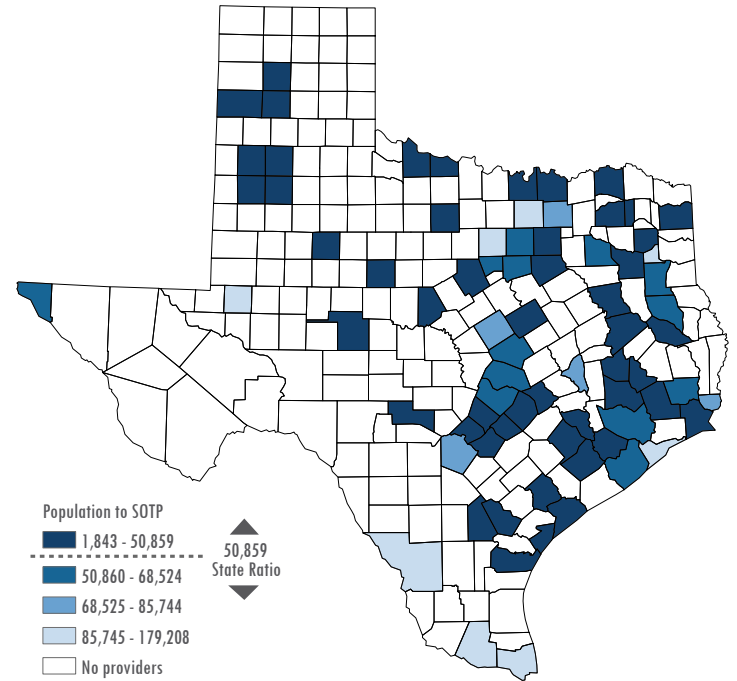 Population to SOTP
1,843 - 50,859
50,860 - 68,524
68,525 - 85,744
85,745 - 179,208
No providers
50,859
State Ratio